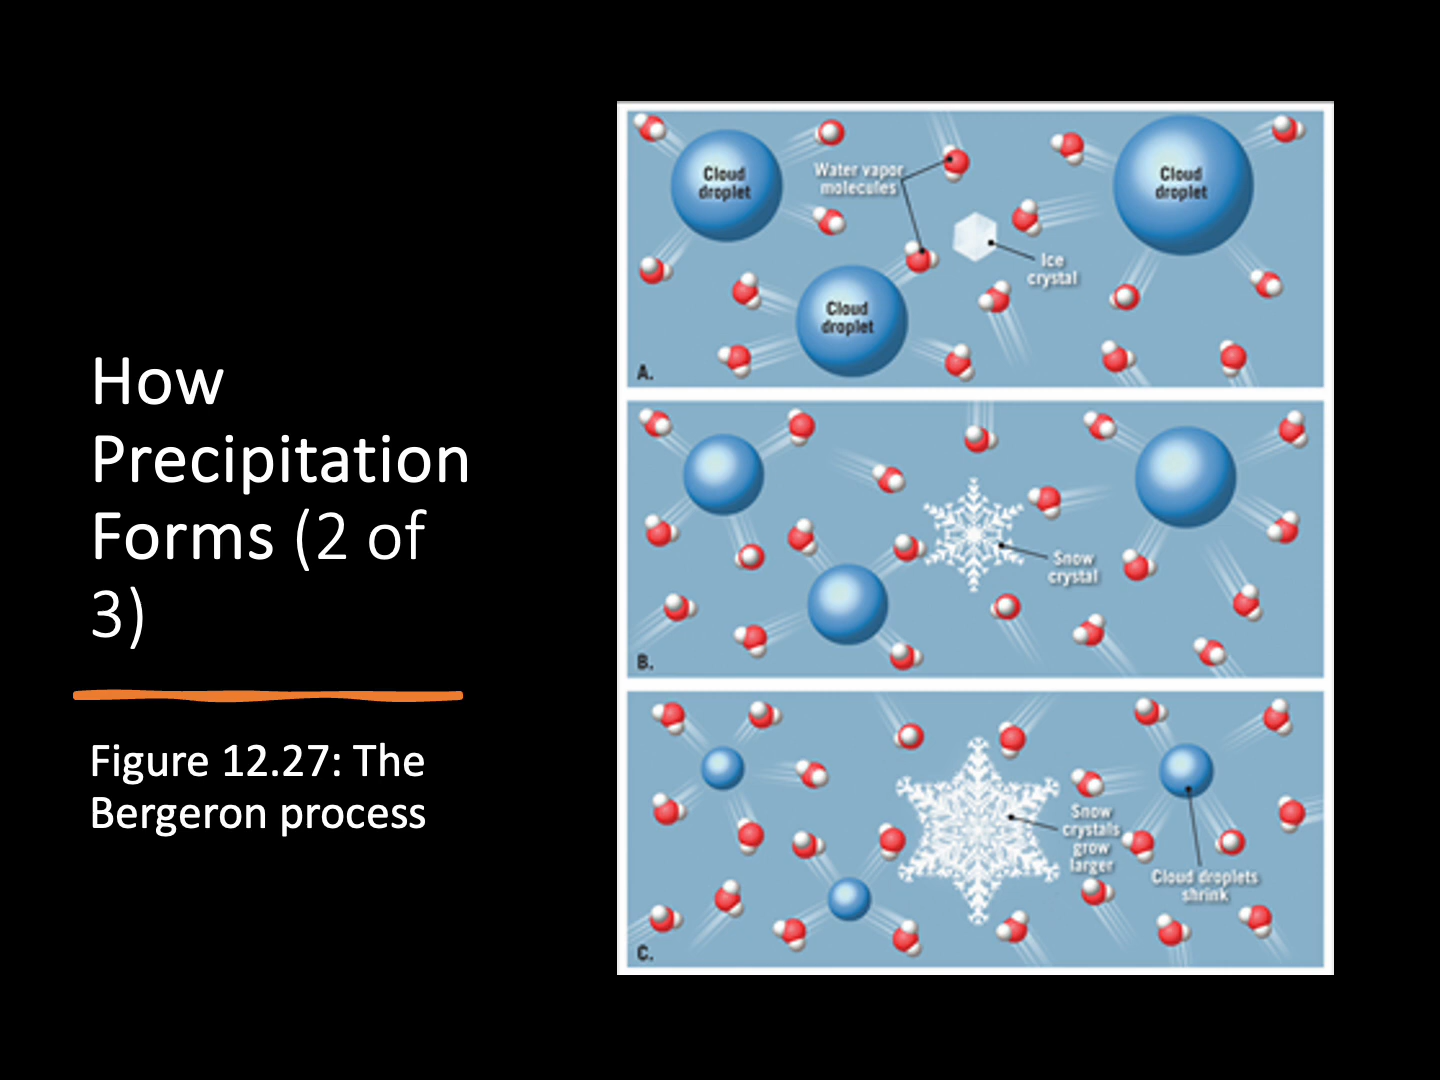 How
Precipitation
Forms (2 of
3)
Figure 12.27: The
Bergeron process
Cloud
droplet
Water vapor
molecules
Cloud
droplet
Ice
crystal
Cloud
droplet
A.
Snow
crystal
B.
Snow
crystals
grow
larger
Cloud droplets
shrink
C.